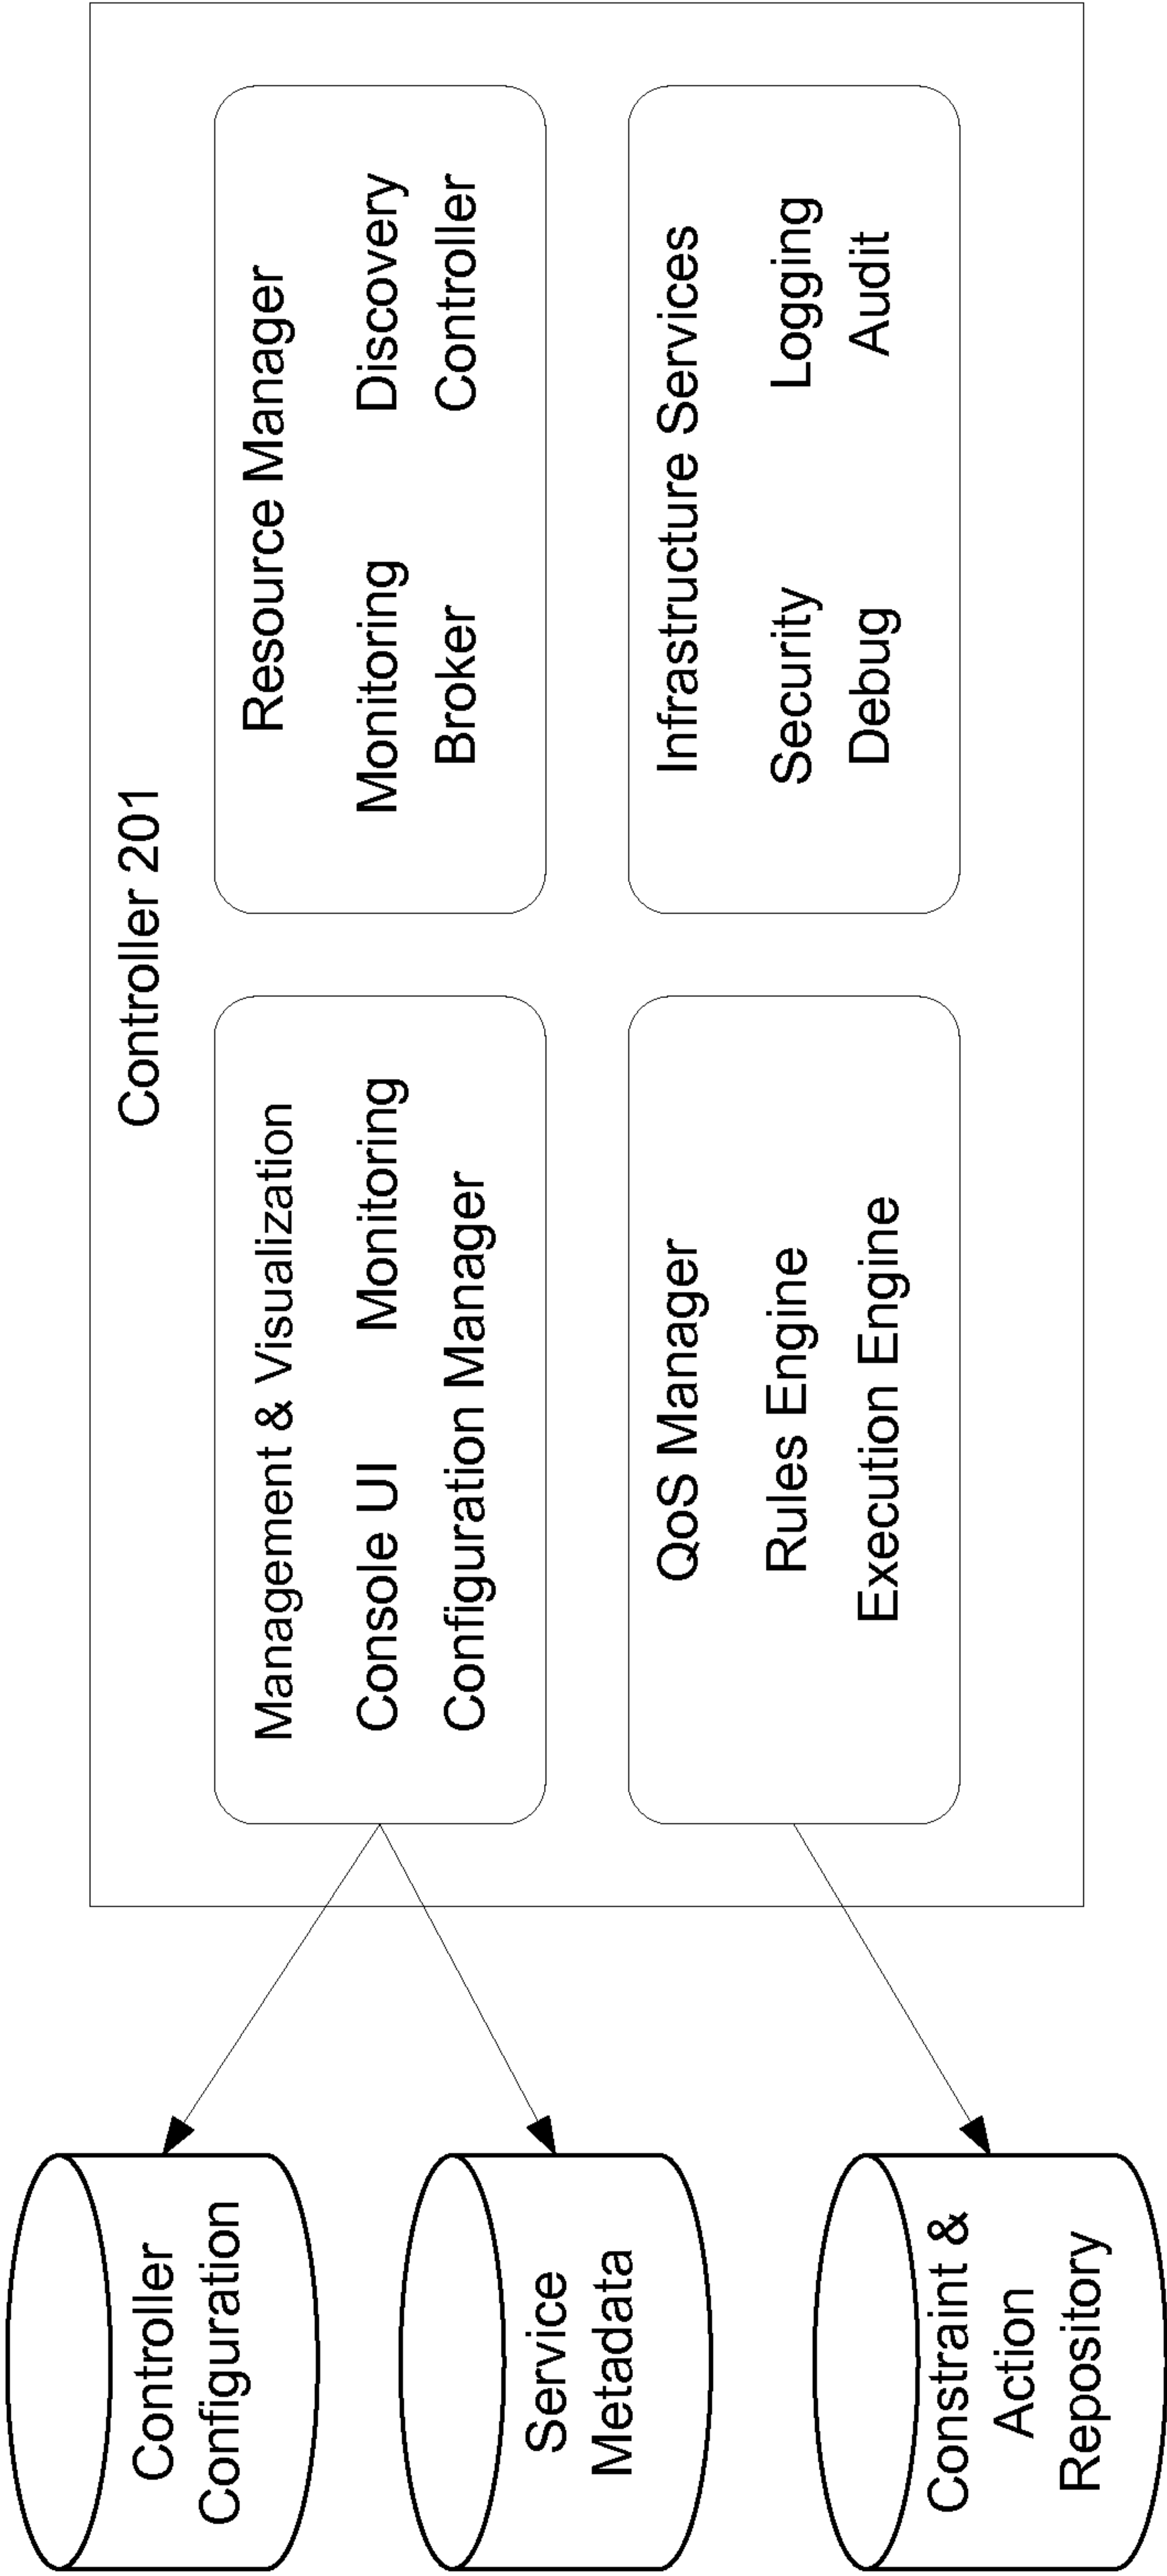 Controller 201
Controller
Configuration
Service
Metadata
Constraint &
Action
Repository
Management & Visualization
Console UI Monitoring
Configuration Manager
Resource Manager
Monitoring Discovery
Broker Controller
QoS Manager
Rules Engine
Execution Engine
Infrastructure Services
Security Logging
Debug Audit